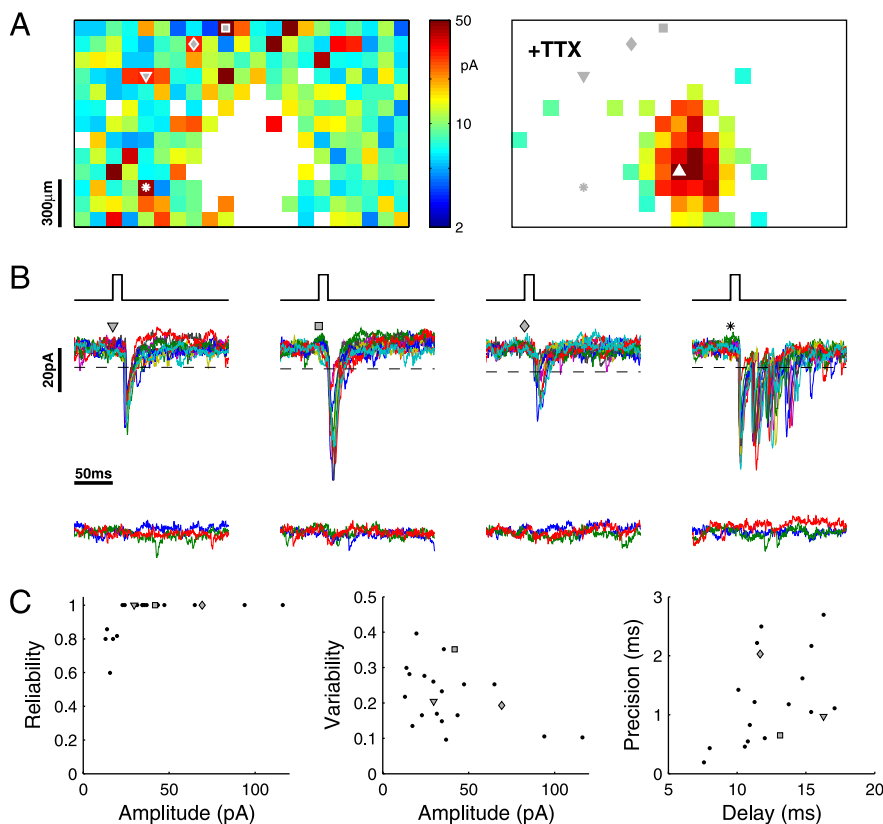 A
300μm
50
pA
10
2
+TTX
B
20pA
50ms
C
Reliability
1
0.8
0.6
0.4
0.2
0
0 50 100
Amplitude (pA)
Variability
0.5
0.4
0.3
0.2
0.1
0
0 50 100
Amplitude (pA)
Precision (ms)
3
2
1
0
5 10 15 20
Delay (ms)